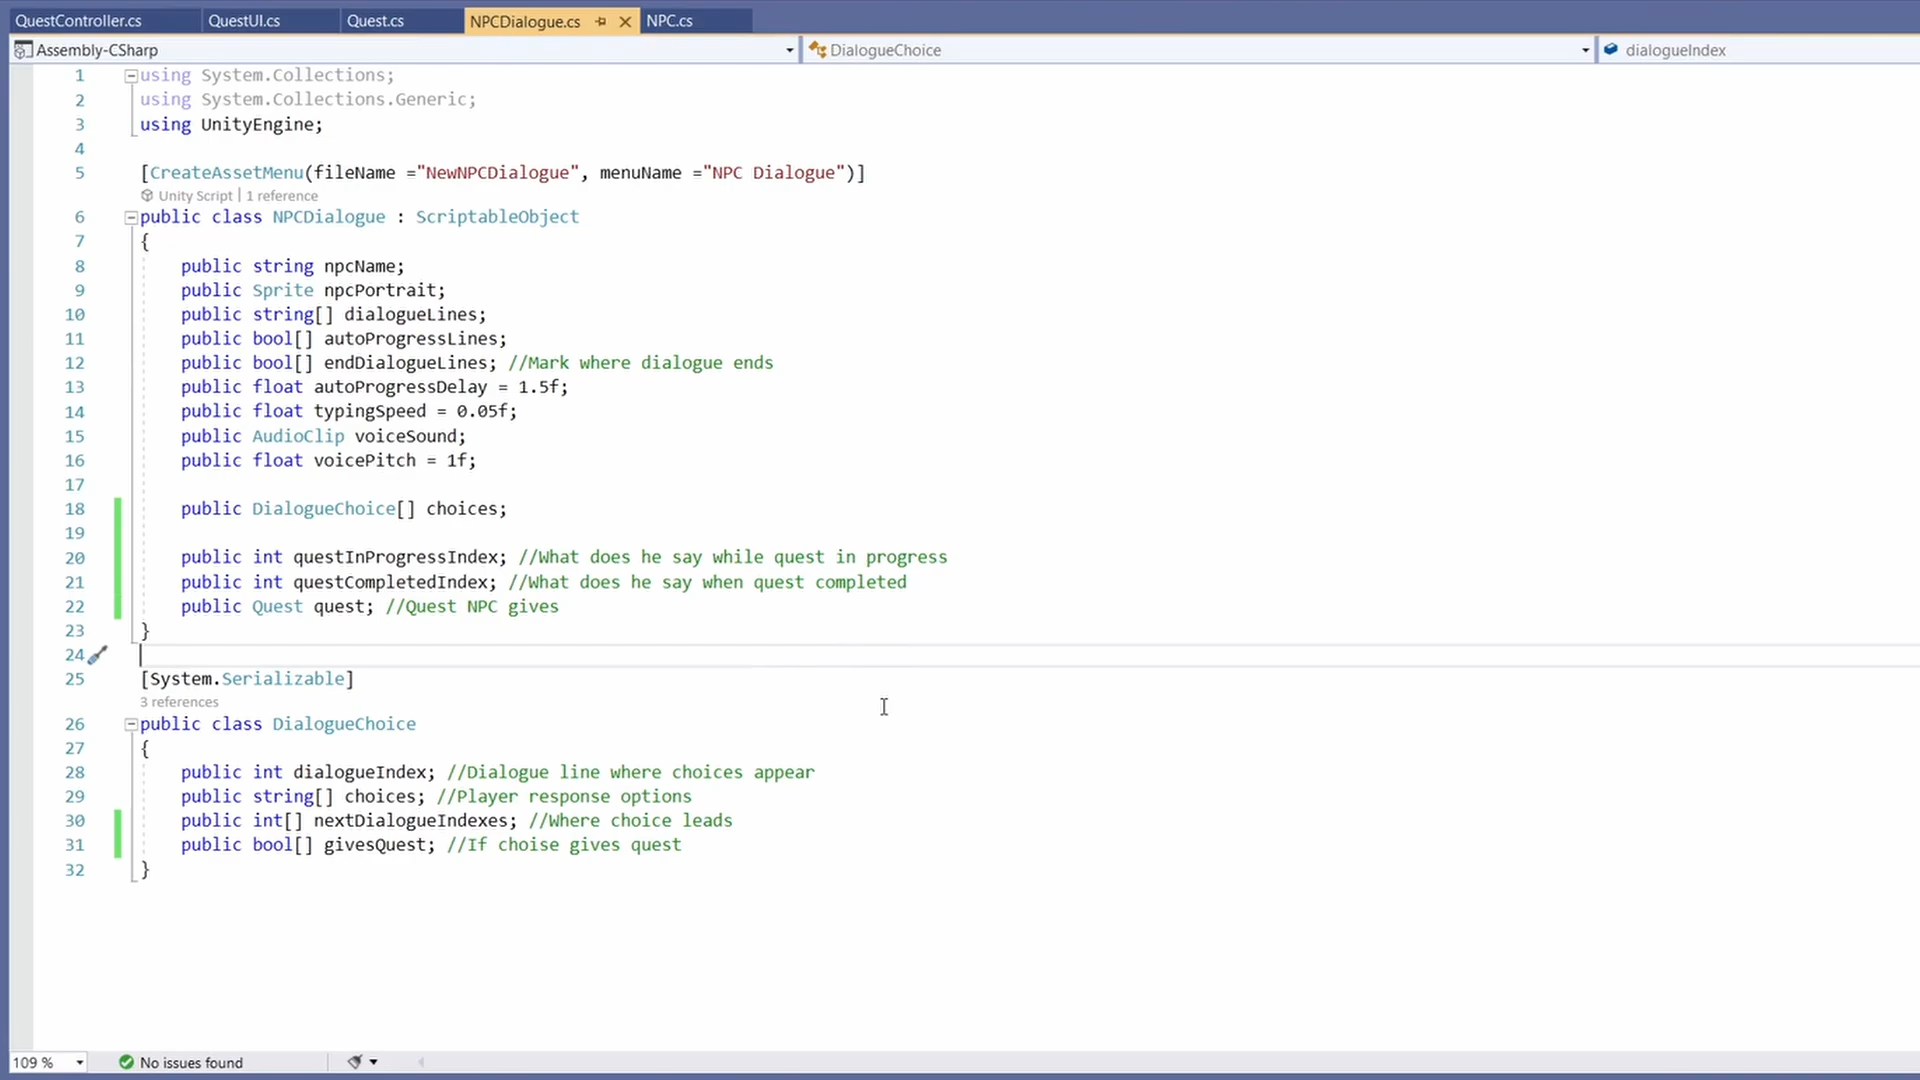 QuestController.cs QuestUI.cs Quest.cs NPCDialogue.cs NPC.cs
Assembly-CSharp DialogueChoice dialogueIndex
1 using System.Collections;
2 using System.Collections.Generic;
3 using UnityEngine;
4
5 [CreateAssetMenu(fileName ="NewNPCDialogue", menuName ="NPC Dialogue")]
Unity Script | 1 reference
6 public class NPCDialogue : ScriptableObject
7 {
8 public string npcName;
9 public Sprite npcPortrait;
10 public string[] dialogueLines;
11 public bool[] autoProgressLines;
12 public bool[] endDialogueLines; //Mark where dialogue ends
13 public float autoProgressDelay = 1.5f;
14 public float typingSpeed = 0.05f;
15 public AudioClip voiceSound;
16 public float voicePitch = 1f;
17
18 public DialogueChoice[] choices;
19
20 public int questInProgressIndex; //What does he say while quest in progress
21 public int questCompletedIndex; //What does he say when quest completed
22 public Quest quest; //Quest NPC gives
23 }
24
25 [System.Serializable]
3 references
26 public class DialogueChoice
27 {
28 public int dialogueIndex; //Dialogue line where choices appear
29 public string[] choices; //Player response options
30 public int[] nextDialogueIndexes; //Where choice leads
31 public bool[] givesQuest; //If choise gives quest
32 }
109 % No issues found